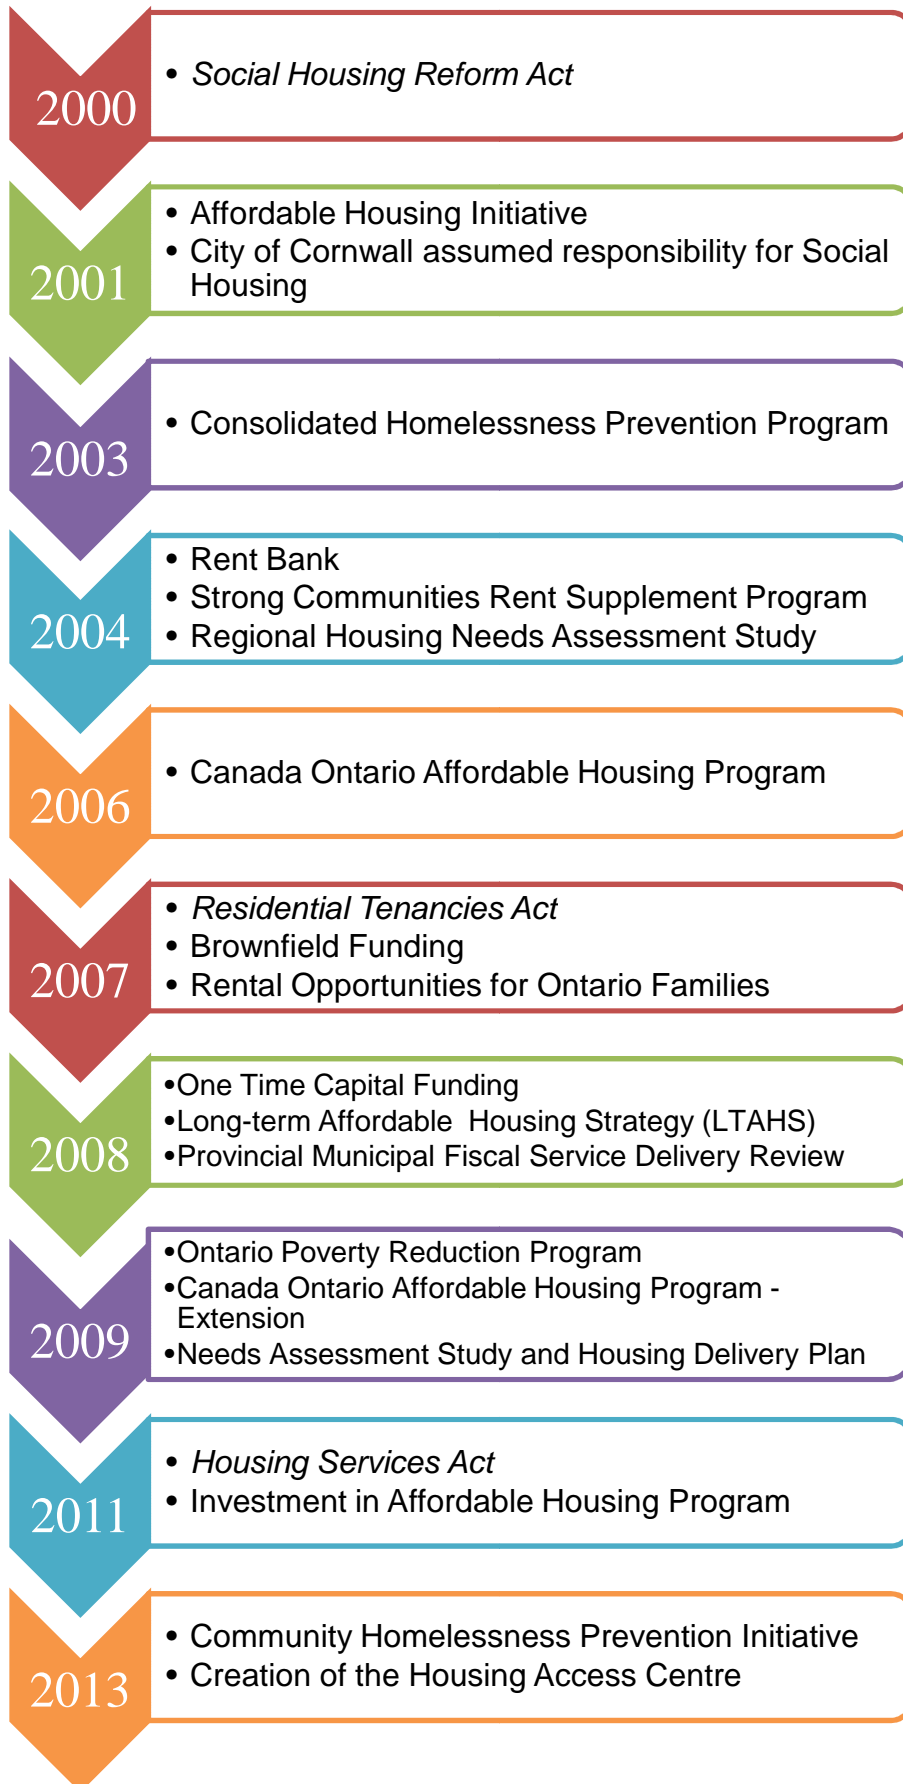 2000
• Social Housing Reform Act
2001
• Affordable Housing Initiative
• City of Cornwall assumed responsibility for Social
Housing
2003
• Consolidated Homelessness Prevention Program
2004
• Rent Bank
• Strong Communities Rent Supplement Program
• Regional Housing Needs Assessment Study
2006
• Canada Ontario Affordable Housing Program
2007
• Residential Tenancies Act
• Brownfield Funding
• Rental Opportunities for Ontario Families
2008
•One Time Capital Funding
•Long-term Affordable  Housing Strategy (LTAHS)
•Provincial Municipal Fiscal Service Delivery Review
2009
•Ontario Poverty Reduction Program
•Canada Ontario Affordable Housing Program -
Extension
•Needs Assessment Study and Housing Delivery Plan
2011
• Housing Services Act
• Investment in Affordable Housing Program
2013
• Community Homelessness Prevention Initiative
• Creation of the Housing Access Centre